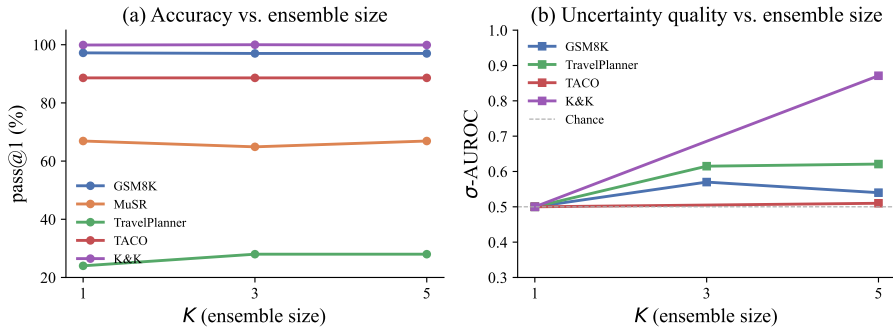 (a) Accuracy vs. ensemble size
100
80
60
40
20
pass@1 (%)
GSM8K
MuSR
TravelPlanner
TACO
K&K
1
3
5
K (ensemble size)
(b) Uncertainty quality vs. ensemble size
1.0
0.9
0.8
0.7
0.6
0.5
0.4
0.3
σ-AUROC
GSM8K
TravelPlanner
TACO
K&K
Chance
1
3
5
K (ensemble size)